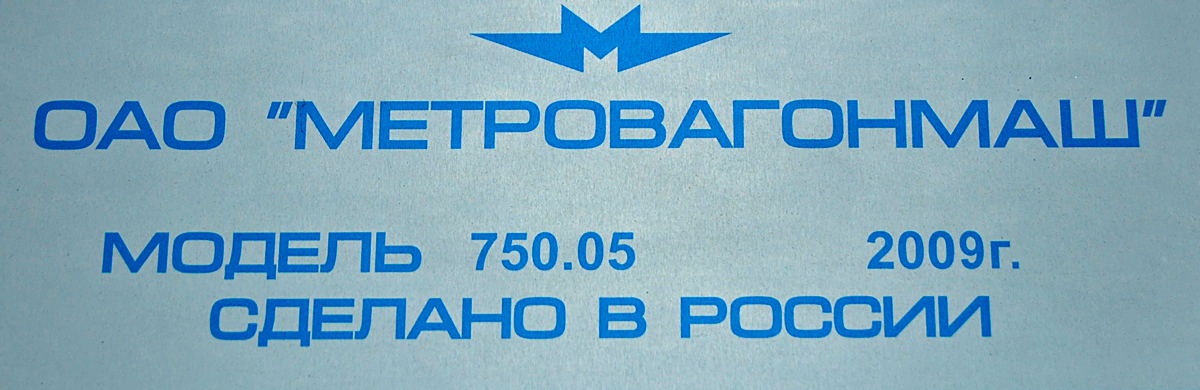 ОАО "МЕТРОВАГОНМАШ"
МОДЕЛЬ 750.05 2009г.
СДЕЛАНО В РОССИИ